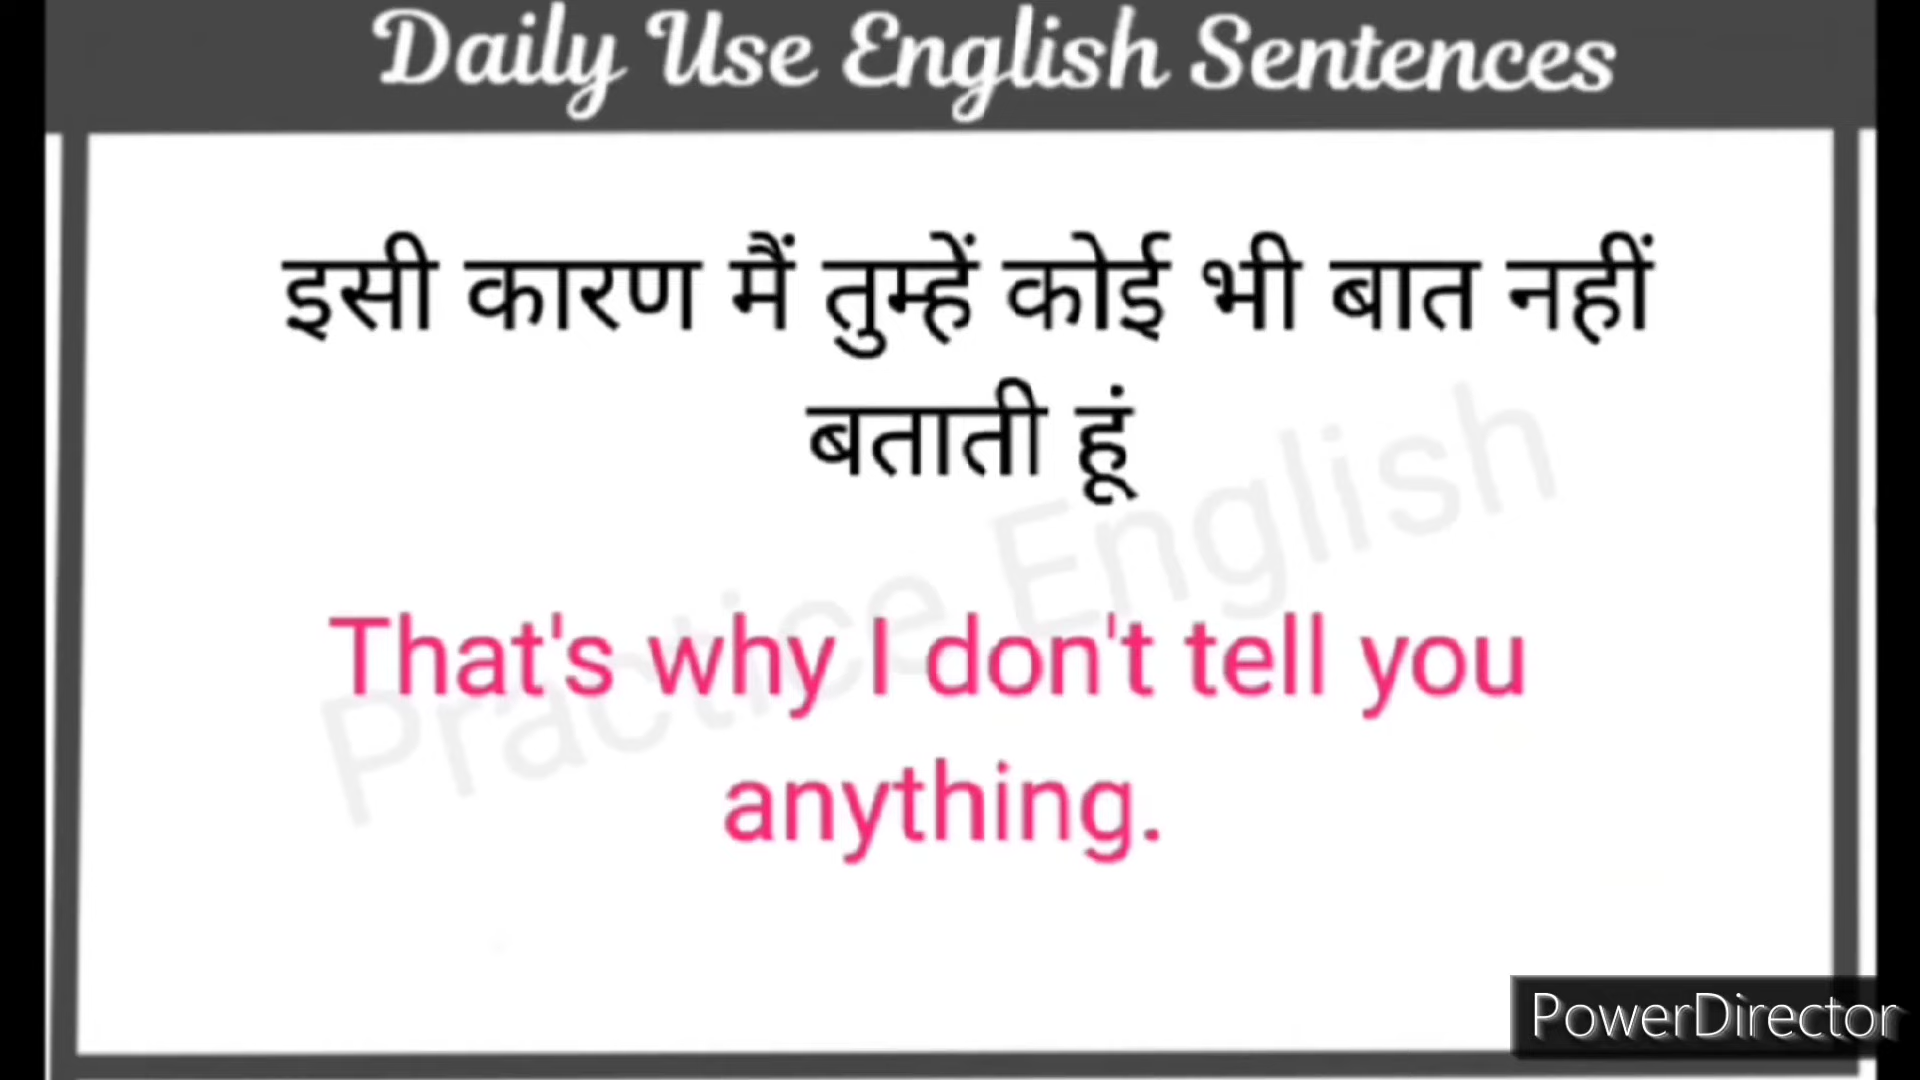 Daily Use English Sentences
इसी कारण मैं तुम्हें कोई भी बात नहीं
बताती हूं
Practice English
That's why I don't tell you
anything.
PowerDirector